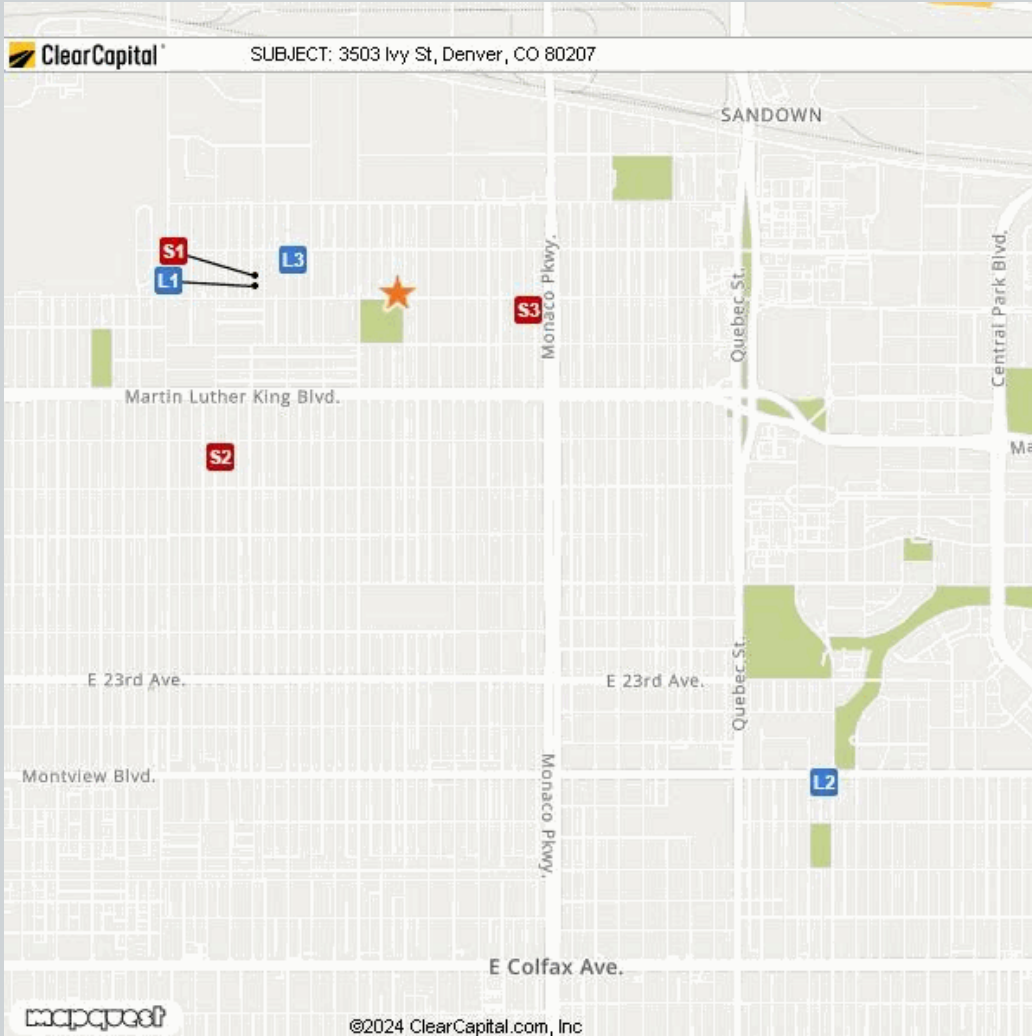 ClearCapital
SUBJECT: 3503 Ivy St, Denver, CO 80207
SANDOWN
S1
L3
L1
S3
Monaco Pkwy.
Quebec St.
Central Park Blvd.
Martin Luther King Blvd.
Ma
S2
E 23rd Ave.
E 23rd Ave.
Quebec St.
Montview Blvd.
Monaco Pkwy.
L2
E Colfax Ave.
mapquest
©2024 ClearCapital.com, Inc